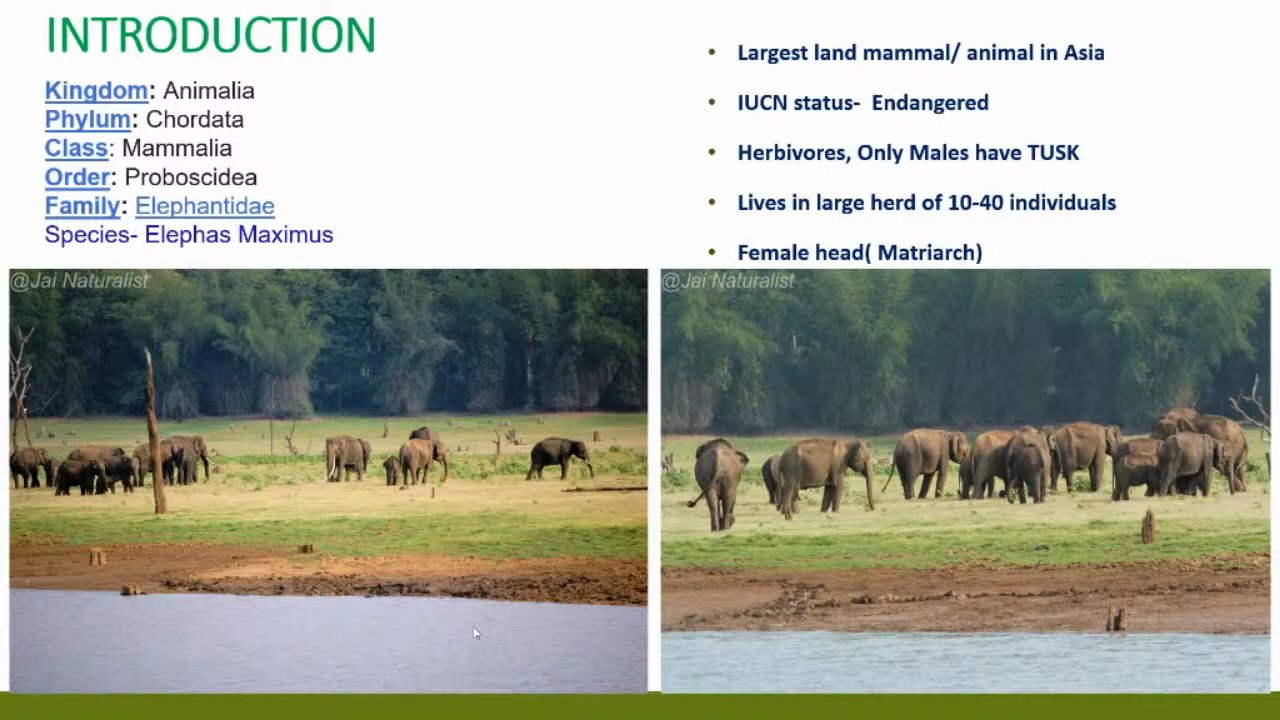 INTRODUCTION
Kingdom: Animalia
Phylum: Chordata
Class: Mammalia
Order: Proboscidea
Family: Elephantidae
Species- Elephas Maximus
• Largest land mammal/ animal in Asia
• IUCN status- Endangered
• Herbivores, Only Males have TUSK
• Lives in large herd of 10-40 individuals
• Female head( Matriarch)
@Jai Naturalist
@Jai Naturalist